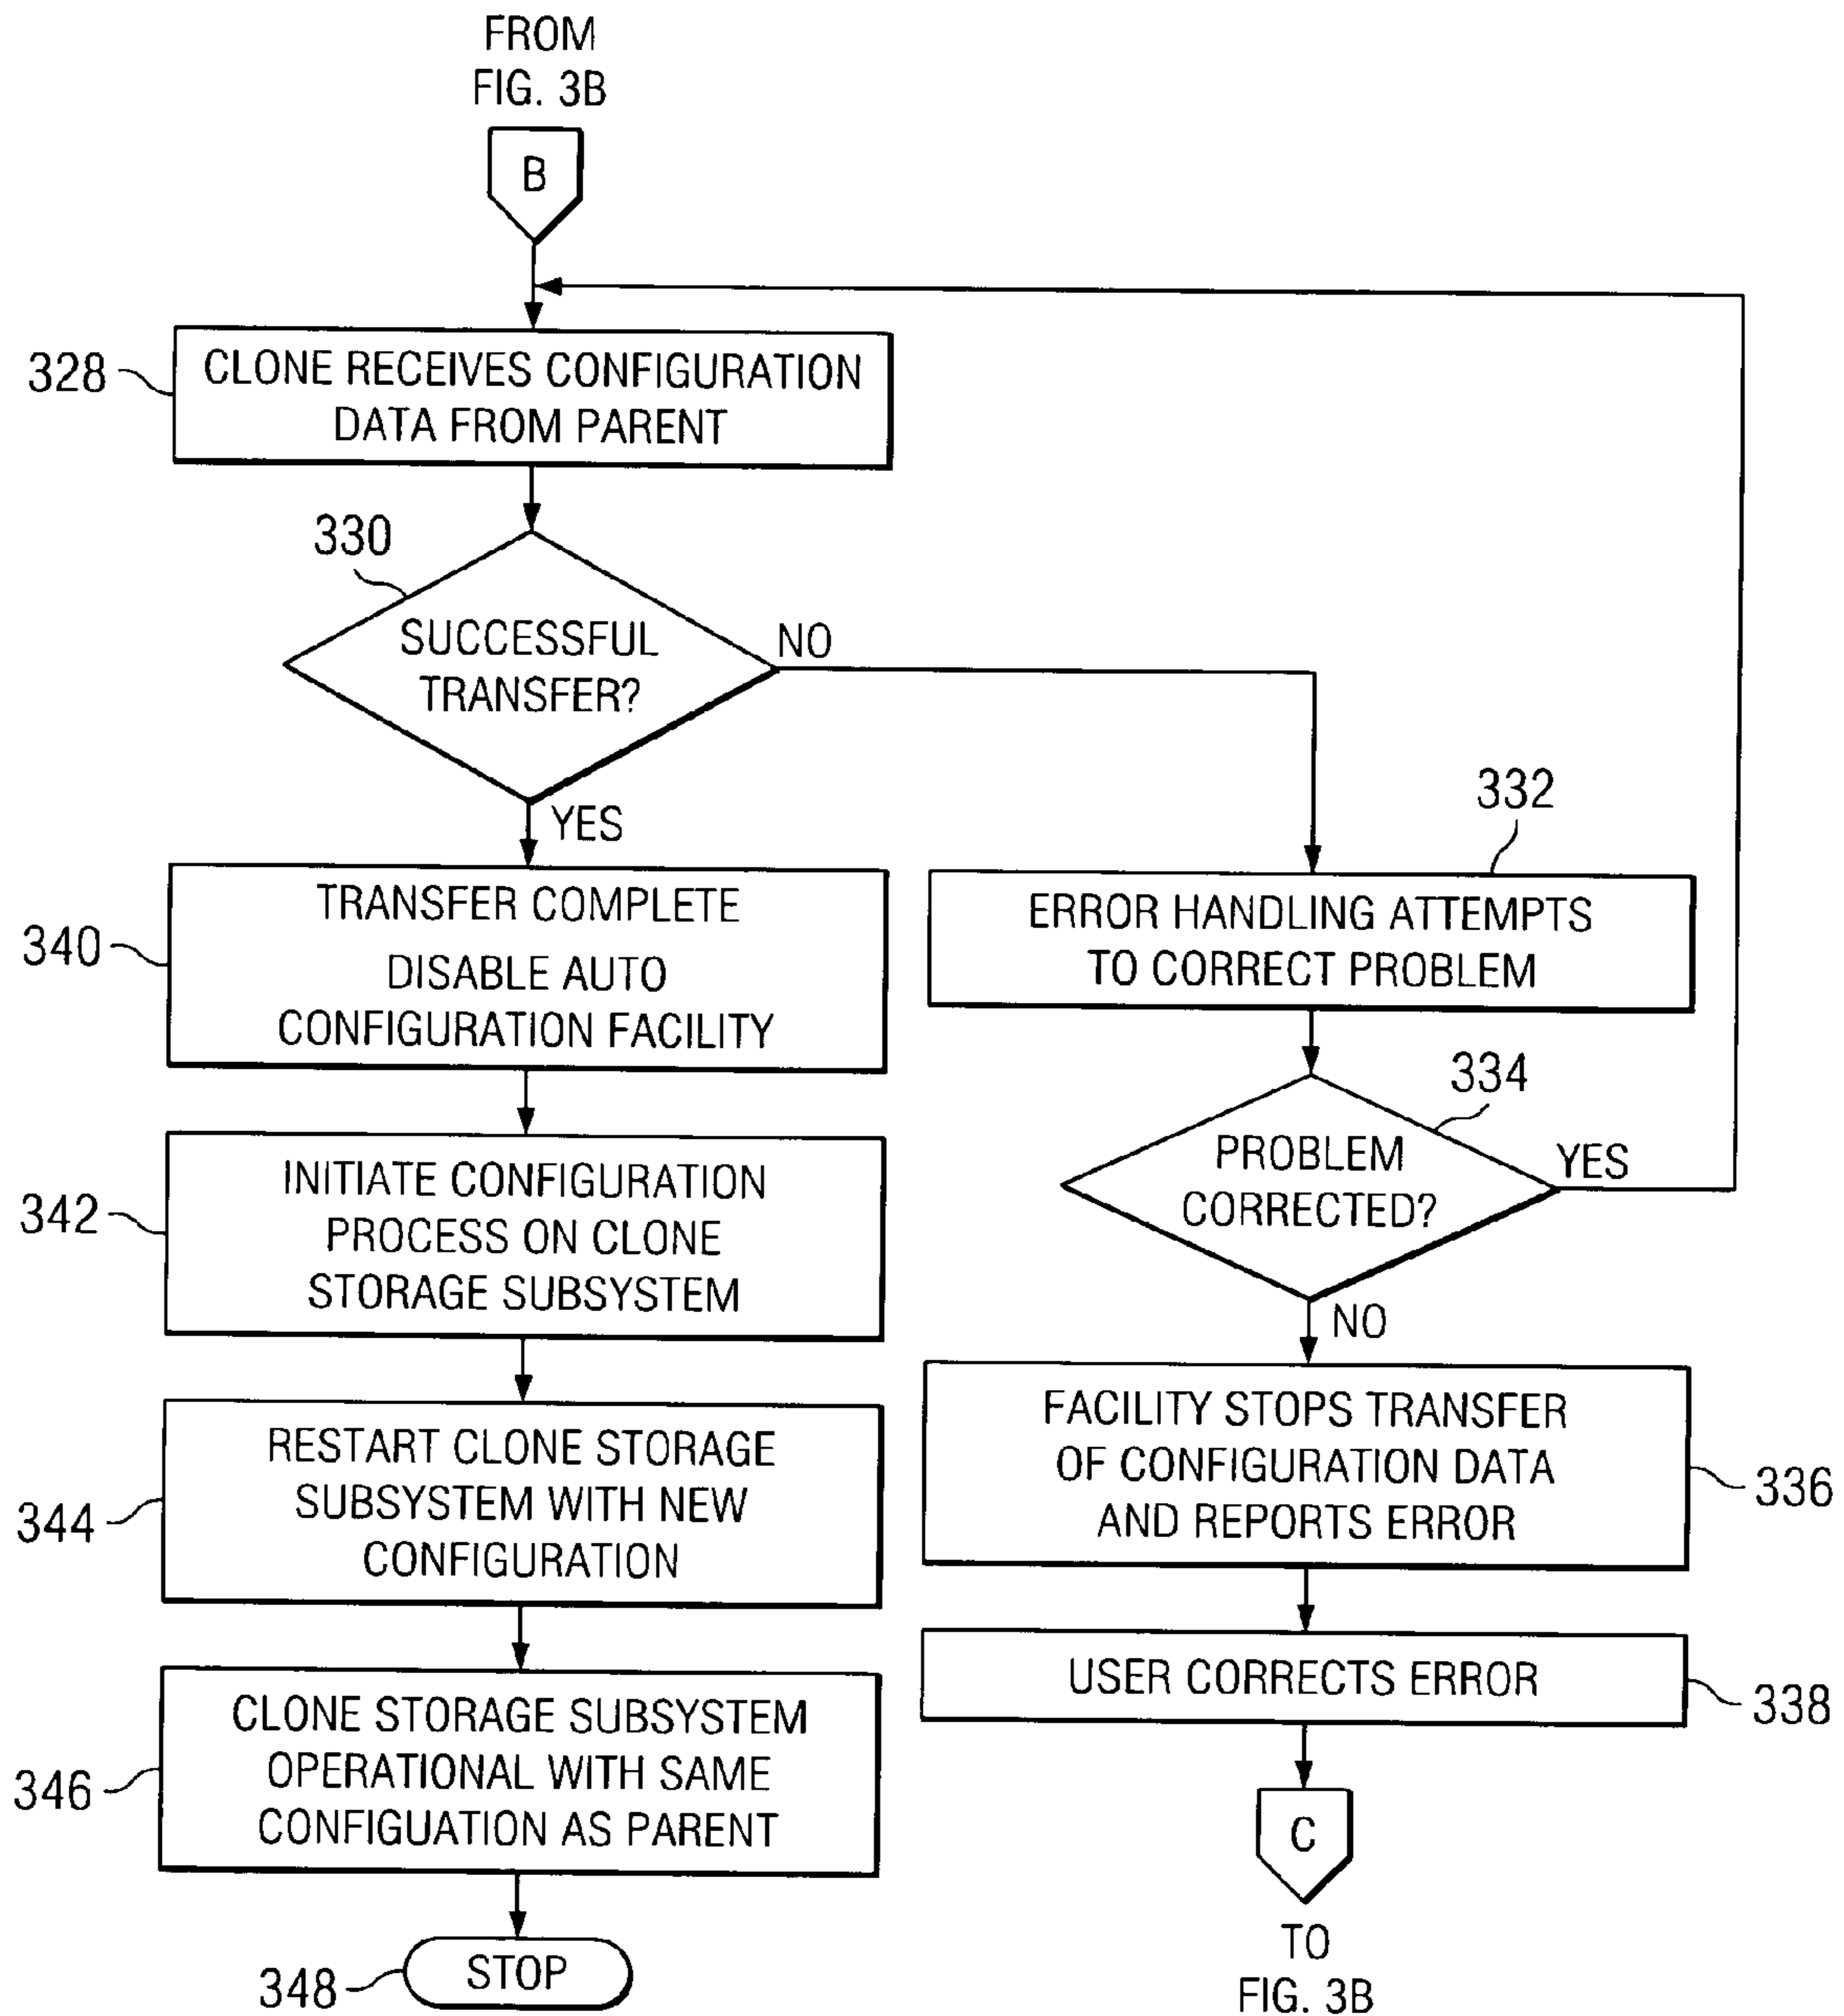 FROM
FIG. 3B
B
328
CLONE RECEIVES CONFIGURATION
DATA FROM PARENT
330
SUCCESSFUL
TRANSFER?
NO
YES
332
ERROR HANDLING ATTEMPTS
TO CORRECT PROBLEM
340
TRANSFER COMPLETE
DISABLE AUTO
CONFIGURATION FACILITY
334
PROBLEM
CORRECTED?
YES
NO
342
INITIATE CONFIGURATION
PROCESS ON CLONE
STORAGE SUBSYSTEM
336
FACILITY STOPS TRANSFER
OF CONFIGURATION DATA
AND REPORTS ERROR
344
RESTART CLONE STORAGE
SUBSYSTEM WITH NEW
CONFIGURATION
338
USER CORRECTS ERROR
346
CLONE STORAGE SUBSYSTEM
OPERATIONAL WITH SAME
CONFIGUATION AS PARENT
C
TO
FIG. 3B
348
STOP